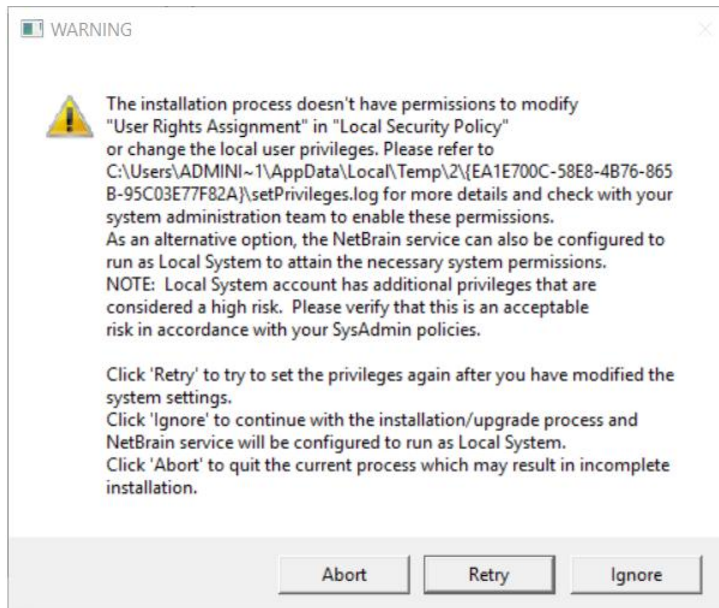 WARNING
The installation process doesn't have permissions to modify
"User Rights Assignment" in "Local Security Policy"
or change the local user privileges. Please refer to
C:\Users\ADMINI~1\AppData\Local\Temp\2\{EA1E700C-58E8-4B76-865
B-95C03E77F82A}\setPrivileges.log for more details and check with your
system administration team to enable these permissions.
As an alternative option, the NetBrain service can also be configured to
run as Local System to attain the necessary system permissions.
NOTE:  Local System account has additional privileges that are
considered a high risk.  Please verify that this is an acceptable
risk in accordance with your SysAdmin policies.
Click 'Retry' to try to set the privileges again after you have modified the
system settings.
Click 'Ignore' to continue with the installation/upgrade process and
NetBrain service will be configured to run as Local System.
Click 'Abort' to quit the current process which may result in incomplete
installation.
Abort Retry Ignore